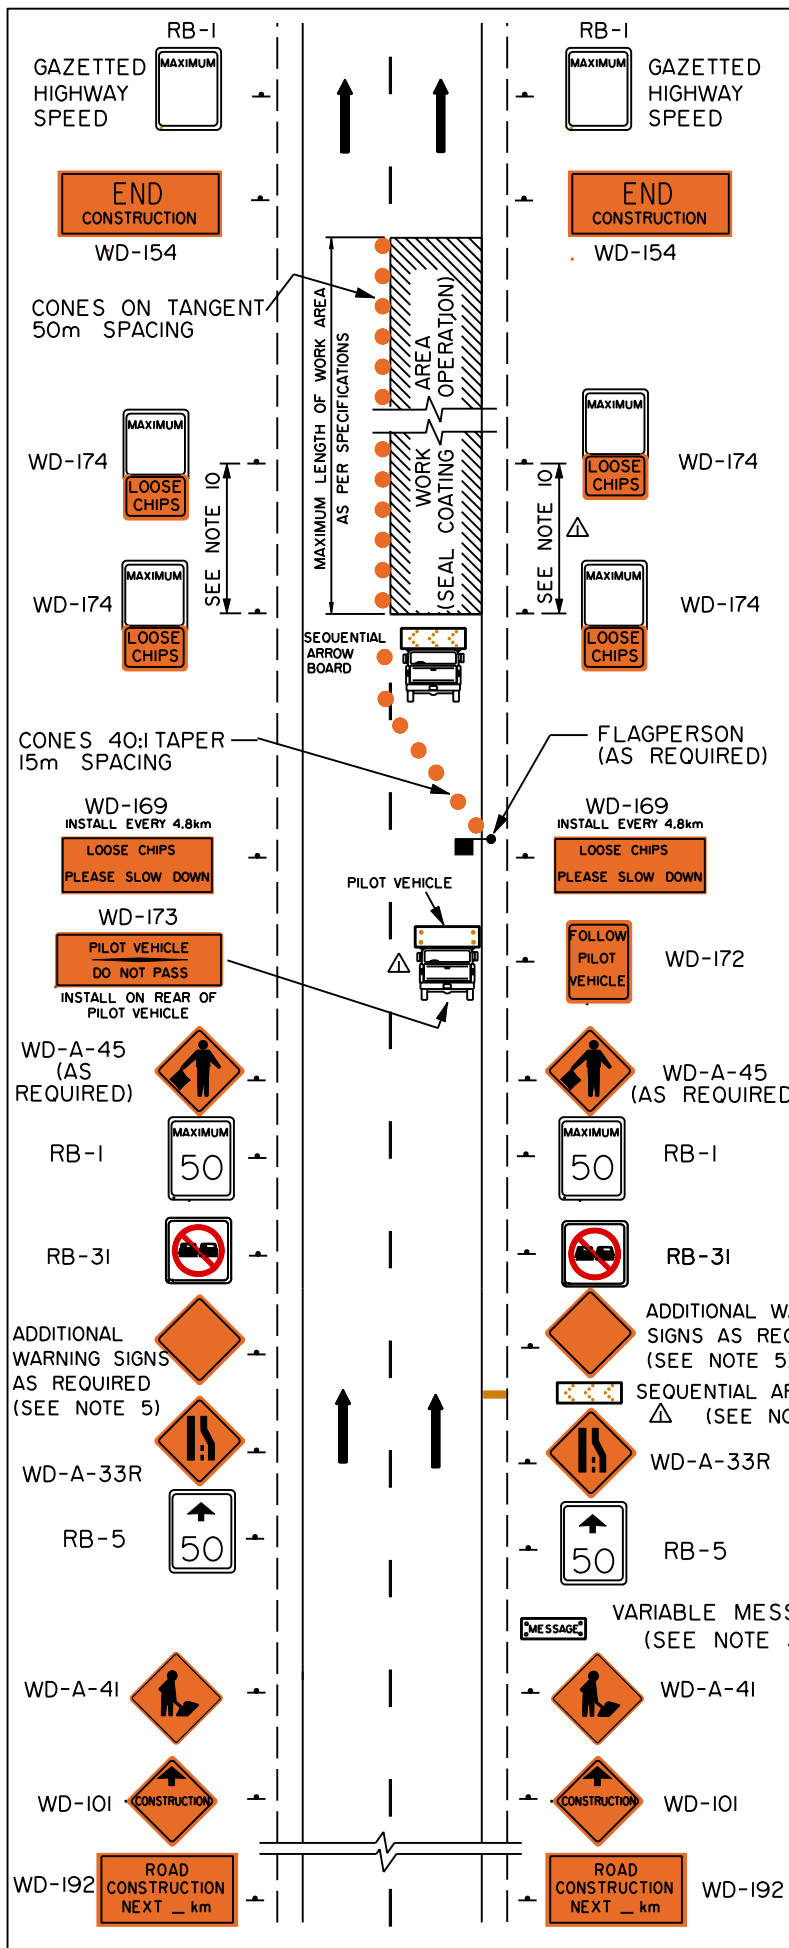 RB-1
MAXIMUM
GAZETTED
HIGHWAY
SPEED
RB-1
MAXIMUM
GAZETTED
HIGHWAY
SPEED
END
CONSTRUCTION
WD-154
END
CONSTRUCTION
WD-154
CONES ON TANGENT
50m SPACING
MAXIMUM LENGTH OF WORK AREA
AS PER SPECIFICATIONS
WORK AREA
(SEAL COATING OPERATION)
WD-174
MAXIMUM
LOOSE
CHIPS
SEE NOTE 10
MAXIMUM
LOOSE
CHIPS
WD-174
SEE NOTE 10
1
WD-174
MAXIMUM
LOOSE
CHIPS
MAXIMUM
LOOSE
CHIPS
WD-174
SEQUENTIAL
ARROW
BOARD
CONES 40:1 TAPER
15m SPACING
FLAGPERSON
(AS REQUIRED)
WD-169
INSTALL EVERY 4.8km
LOOSE CHIPS
PLEASE SLOW DOWN
WD-169
INSTALL EVERY 4.8km
LOOSE CHIPS
PLEASE SLOW DOWN
PILOT VEHICLE
1
WD-173
PILOT VEHICLE
DO NOT PASS
INSTALL ON REAR OF
PILOT VEHICLE
FOLLOW
PILOT
VEHICLE
WD-172
WD-A-45
(AS
REQUIRED)
WD-A-45
(AS REQUIRED
RB-1
MAXIMUM
50
MAXIMUM
50
RB-1
RB-31
RB-31
ADDITIONAL
WARNING SIGNS
AS REQUIRED
(SEE NOTE 5)
ADDITIONAL W
SIGNS AS REQ
(SEE NOTE 5)
SEQUENTIAL AR
1 (SEE NO
WD-A-33R
WD-A-33R
RB-5
50
50
RB-5
MESSAGE
VARIABLE MESS
(SEE NOTE
WD-A-41
WD-A-41
WD-101
CONSTRUCTION
CONSTRUCTION
WD-101
WD-192
ROAD
CONSTRUCTION
NEXT _ km
ROAD
CONSTRUCTION
NEXT _ km
WD-192